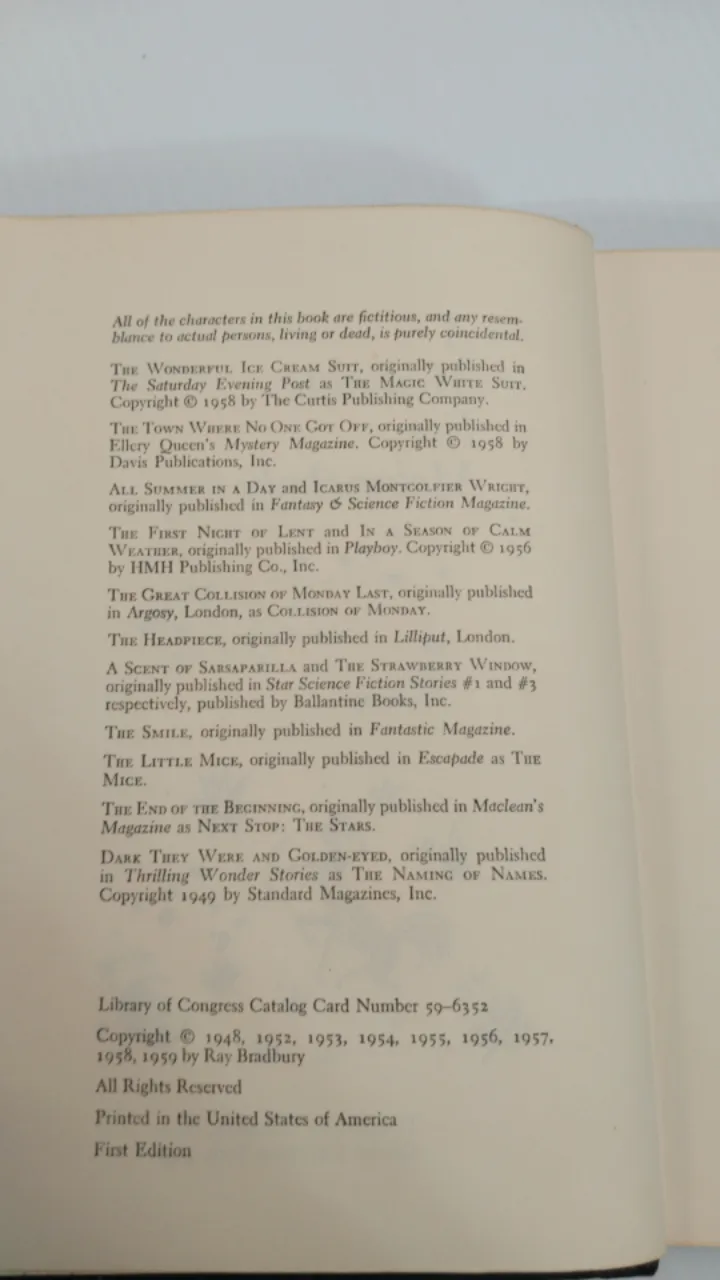 All of the characters in this book are fictitious, and any resem-
blance to actual persons, living or dead, is purely coincidental.
THE WONDERFUL ICE CREAM SUIT, originally published in
The Saturday Evening Post as THE MAGIC WHITE SUIT.
Copyright © 1958 by The Curtis Publishing Company.
THE TOWN WHERE NO ONE GOT OFF, originally published in
Ellery Queen's Mystery Magazine. Copyright © 1958 by
Davis Publications, Inc.
ALL SUMMER IN A DAY and ICARUS MONTGOLFIER WRIGHT,
originally published in Fantasy & Science Fiction Magazine.
THE FIRST NIGHT OF LENT and IN A SEASON OF CALM
WEATHER, originally published in Playboy. Copyright © 1956
by HMH Publishing Co., Inc.
THE GREAT COLLISION OF MONDAY LAST, originally published
in Argosy, London, as COLLISION OF MONDAY.
THE HEADPIECE, originally published in Lilliput, London.
A SCENT OF SARSAPARILLA and THE STRAWBERRY WINDOW,
originally published in Star Science Fiction Stories #1 and #3
respectively, published by Ballantine Books, Inc.
THE SMILE, originally published in Fantastic Magazine.
THE LITTLE MICE, originally published in Escapade as THE
MICE.
THE END OF THE BEGINNING, originally published in Maclean's
Magazine as NEXT STOP: THE STARS.
DARK THEY WERE AND GOLDEN-EYED, originally published
in Thrilling Wonder Stories as THE NAMING OF NAMES.
Copyright 1949 by Standard Magazines, Inc.
Library of Congress Catalog Card Number 59–6352
Copyright © 1948, 1952, 1953, 1954, 1955, 1956, 1957,
1958, 1959 by Ray Bradbury
All Rights Reserved
Printed in the United States of America
First Edition